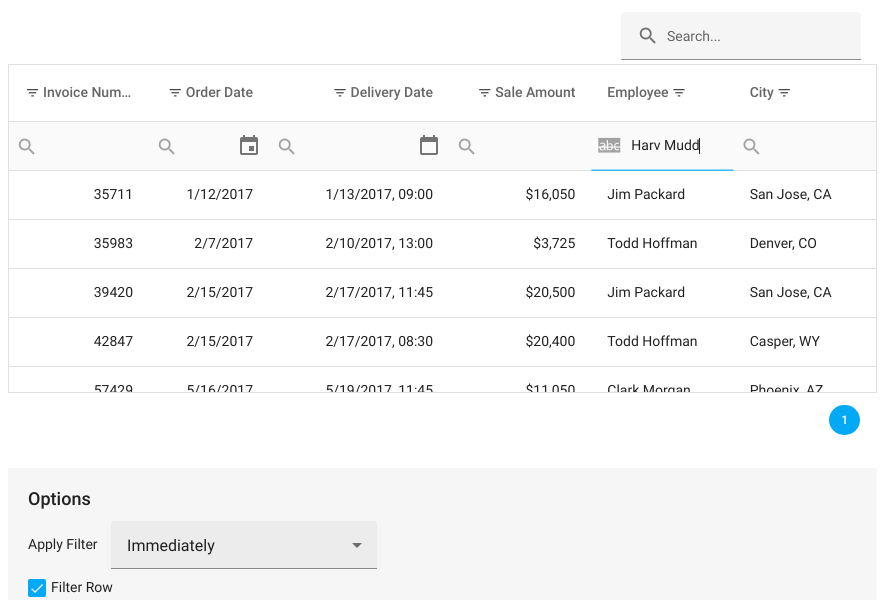 Search...
Invoice Num... Order Date Delivery Date Sale Amount Employee City
abc Harv Mudd
35711 1/12/2017 1/13/2017, 09:00 $16,050 Jim Packard San Jose, CA
35983 2/7/2017 2/10/2017, 13:00 $3,725 Todd Hoffman Denver, CO
39420 2/15/2017 2/17/2017, 11:45 $20,500 Jim Packard San Jose, CA
42847 2/15/2017 2/17/2017, 08:30 $20,400 Todd Hoffman Casper, WY
57429 5/16/2017 5/19/2017, 11:45 $11,050 Clark Morgan Phoenix, AZ
1
Options
Apply Filter Immediately
Filter Row